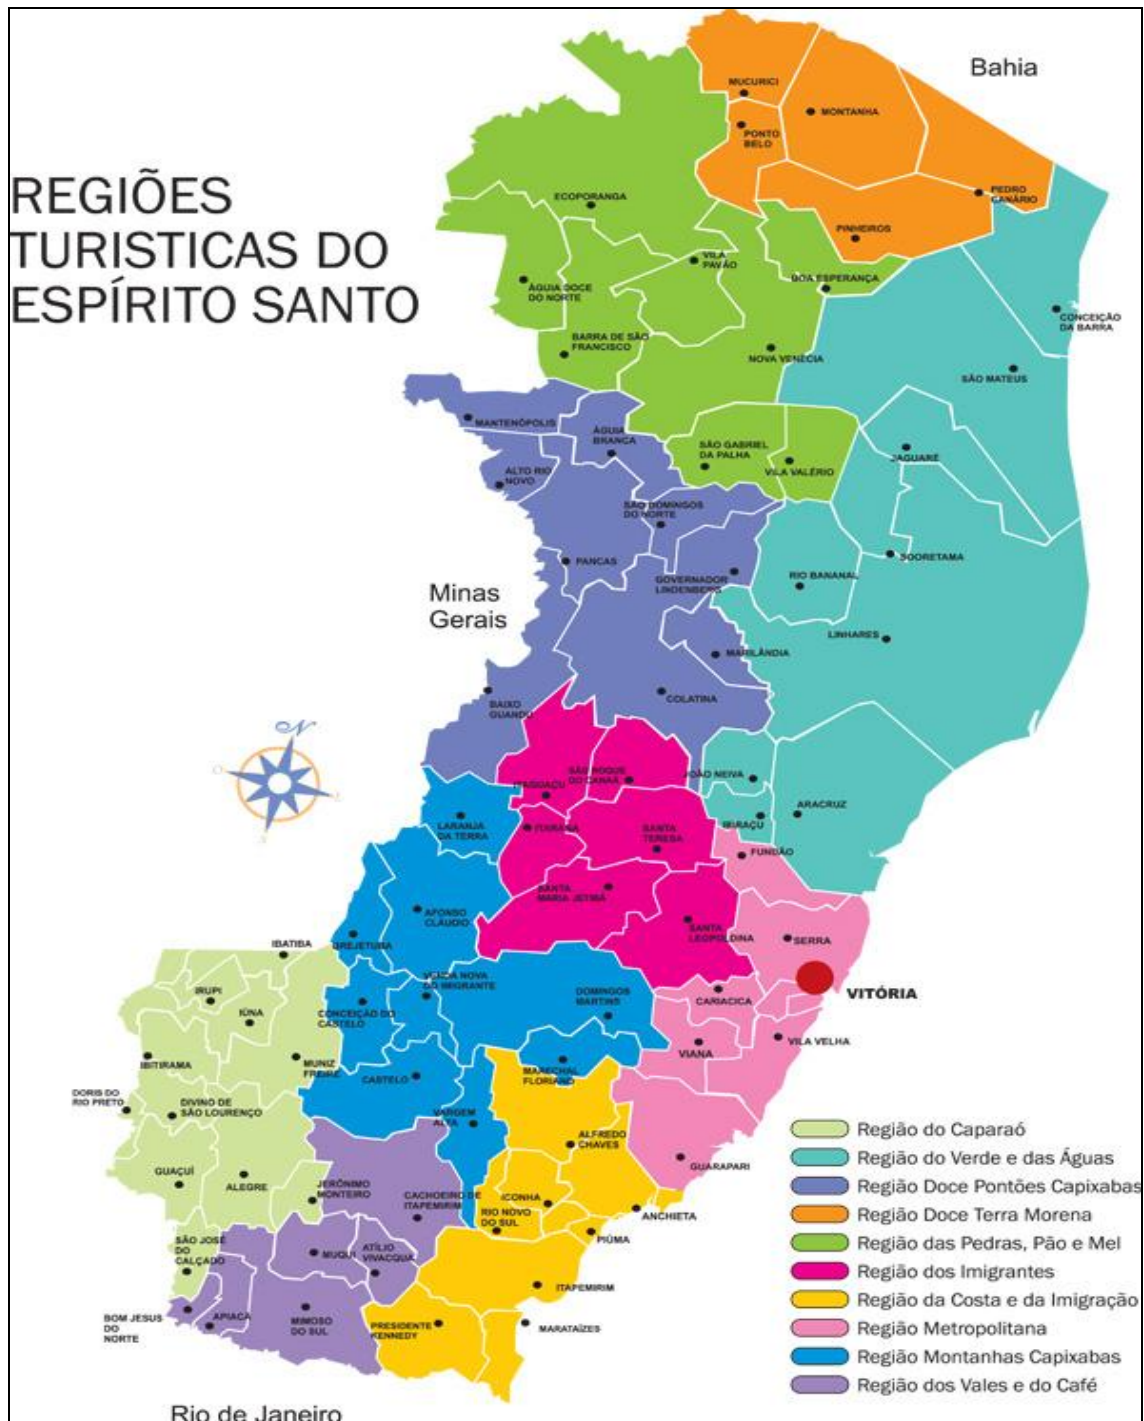 Bahia
REGIÕES
TURISTICAS DO
ESPÍRITO SANTO
MUCURICI
MONTANHA
PONTO
BELO
PEDRO
CANÁRIO
PINHEIROS
ECOPORANGA
VILA
PAVÃO
BOA ESPERANÇA
ÁGUIA DOCE
DO NORTE
CONCEIÇÃO
DA BARRA
BARRA DE SÃO
FRANCISCO
NOVA VENÉCIA
SÃO MATEUS
MANTENÓPOLIS
ÁGUIA
BRANCA
SÃO GABRIEL
DA PALHA
VILA VALÉRIO
JAGUARÉ
ALTO RIO
NOVO
SÃO DOMINGOS
DO NORTE
SOORETAMA
PANCAS
GOVERNADOR
LINDENBERG
RIO BANANAL
Minas
Gerais
LINHARES
MARILÂNDIA
COLATINA
BAIXO
GUANDU
N
O
L
S
ITAGUAÇU
SÃO ROQUE
DO CANAÃ
JOÃO NEIVA
ARACRUZ
IBIRAÇU
LARANJA
DA TERRA
ITARANA
SANTA
TERESA
FUNDÃO
SANTA
MARIA JETIBÁ
AFONSO
CLÁUDIO
SANTA
LEOPOLDINA
SERRA
IBATIBA
BREJETUBA
VENDA NOVA
DO IMIGRANTE
DOMINGOS
MARTINS
CARIACICA
VITÓRIA
IRUPI
IÚNA
CONCEIÇÃO DO
CASTELO
VIANA
VILA VELHA
IBITIRAMA
MUNIZ
FREIRE
CASTELO
MARECHAL
FLORIANO
DORIS DO
RIO PRETO
DIVINO DE
SÃO LOURENÇO
VARGEM
ALTA
ALFREDO
CHAVES
GUARAPARI
GUAÇUÍ
ALEGRE
JERÔNIMO
MONTEIRO
CACHOEIRO DE
ITAPEMIRIM
ICONHA
RIO NOVO
DO SUL
ANCHIETA
PIÚMA
SÃO JOSÉ
DO
CALÇADO
MUQUI
ATÍLIO
VIVACQUA
ITAPEMIRIM
BOM JESUS
DO
NORTE
APIACÁ
MIMOSO
DO SUL
PRESIDENTE
KENNEDY
MARATAÍZES
Rio de Janeiro
Região do Caparaó
Região do Verde e das Águas
Região Doce Pontões Capixabas
Região Doce Terra Morena
Região das Pedras, Pão e Mel
Região dos Imigrantes
Região da Costa e da Imigração
Região Metropolitana
Região Montanhas Capixabas
Região dos Vales e do Café